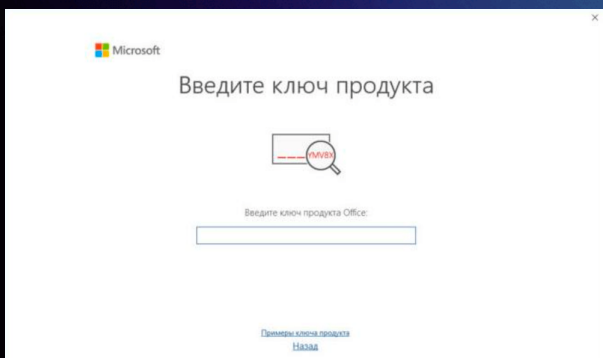 Microsoft
Введите ключ продукта
YMVBX
Введите ключ продукта Office:
Примеры ключа продукта
Назад